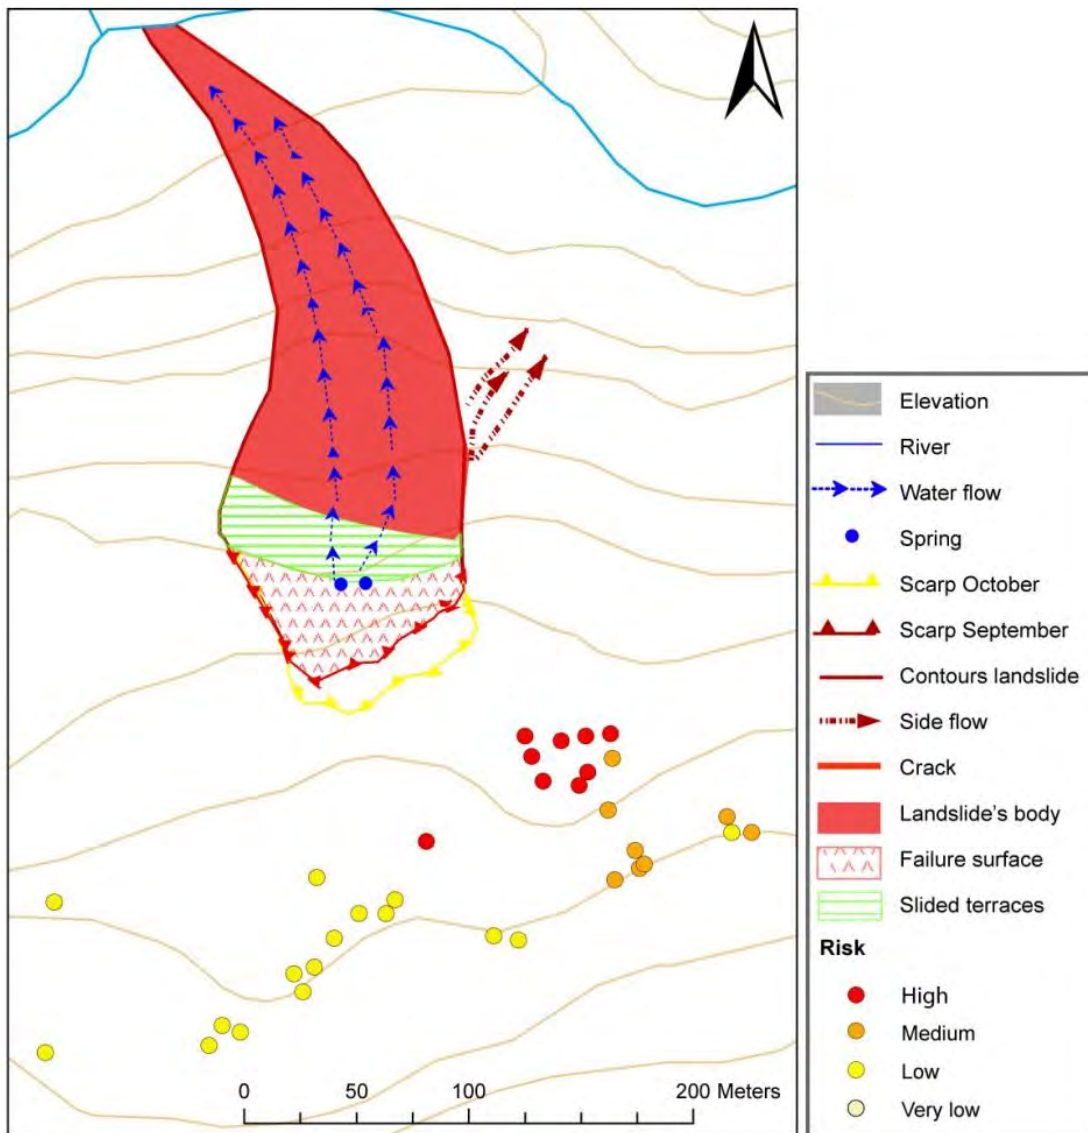 Elevation
River
Water flow
Spring
Scarp October
Scarp September
Contours landslide
Side flow
Crack
Landslide's body
Failure surface
Slided terraces
Risk
High
Medium
Low
Very low
0 50 100 200 Meters